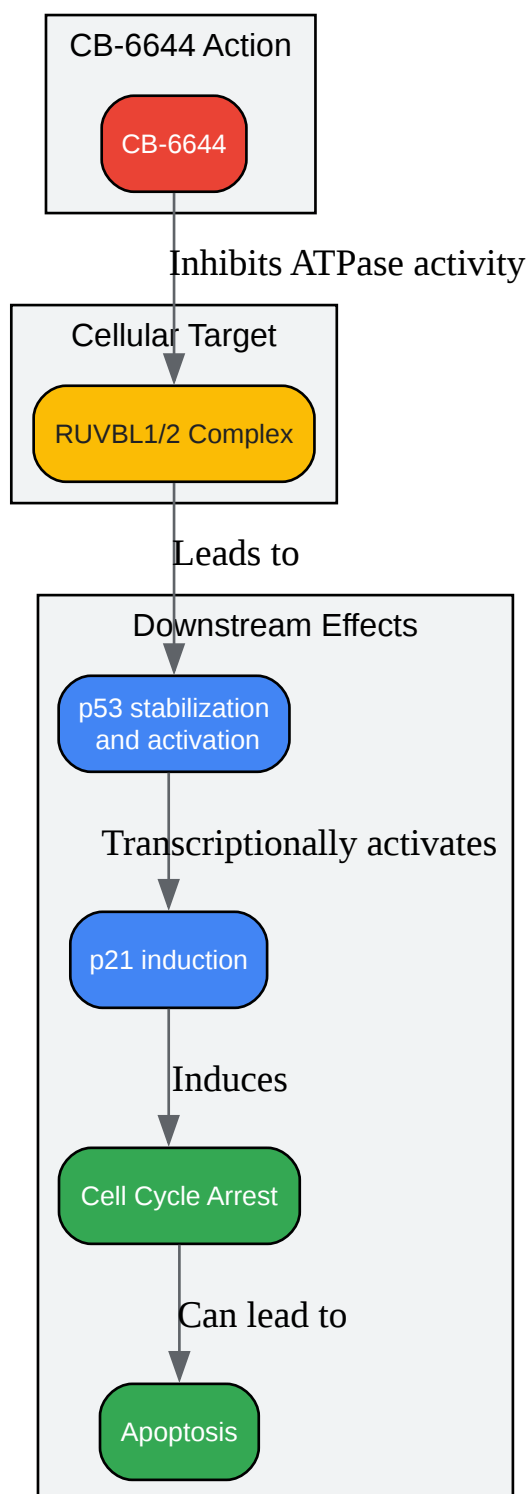 CB-6644 Action
CB-6644
Inhibits ATPase activity
Cellular Target
RUVBL1/2 Complex
Leads to
Downstream Effects
p53 stabilization
and activation
Transcriptionally activates
p21 induction
Induces
Cell Cycle Arrest
Can lead to
Apoptosis